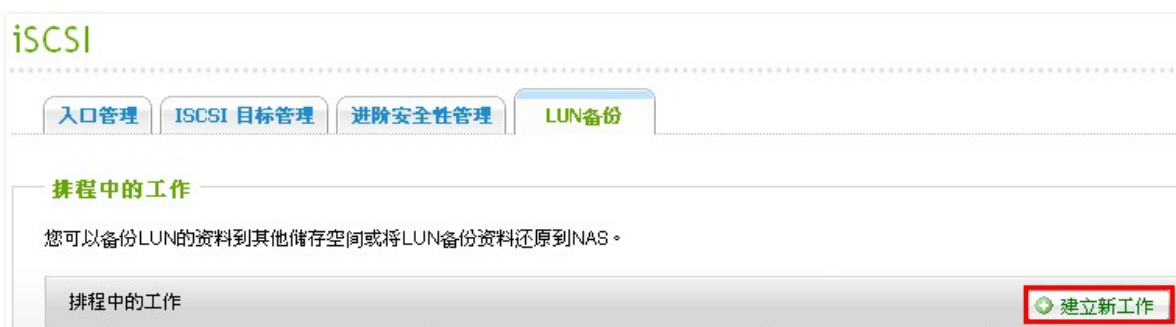 iSCSI
入口管理 ISCSI 目标管理 进阶安全性管理 LUN备份
排程中的工作
您可以备份LUN的资料到其他储存空间或将LUN备份资料还原到NAS。
排程中的工作 建立新工作